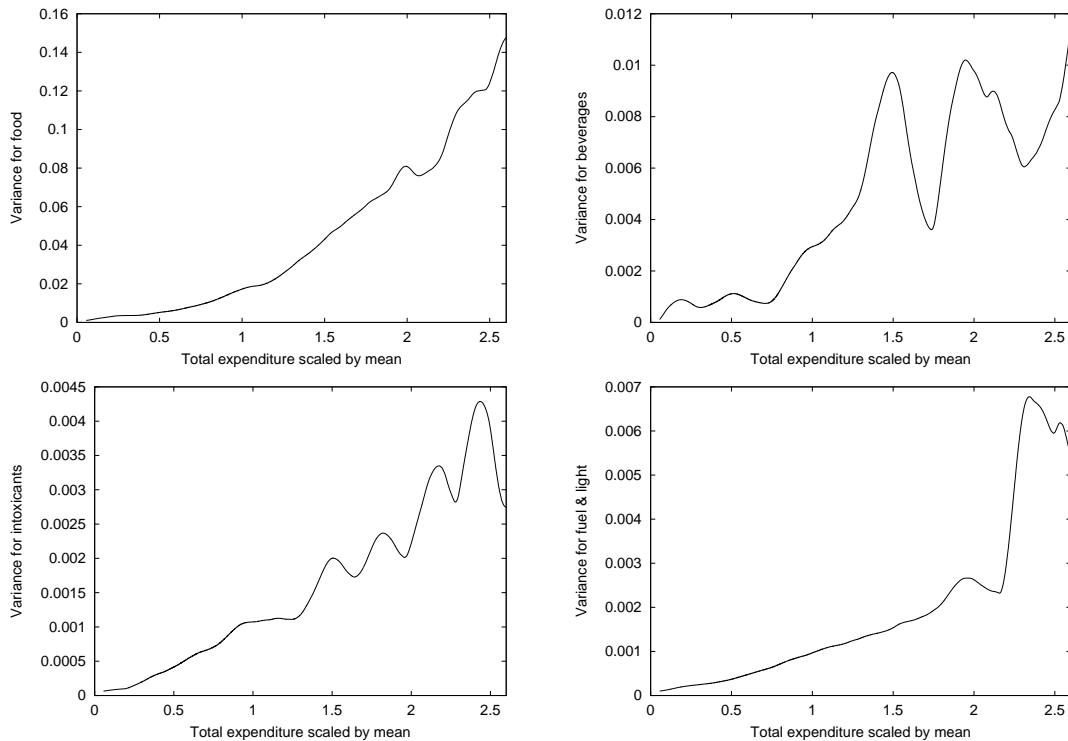 0.16
0.14
0.12
0.1
0.08
0.06
0.04
0.02
0
Variance for food
0 0.5 1 1.5 2 2.5
Total expenditure scaled by mean
0.012
0.01
0.008
0.006
0.004
0.002
0
Variance for beverages
0 0.5 1 1.5 2 2.5
Total expenditure scaled by mean
0.0045
0.004
0.0035
0.003
0.0025
0.002
0.0015
0.001
0.0005
0
Variance for intoxicants
0 0.5 1 1.5 2 2.5
Total expenditure scaled by mean
0.007
0.006
0.005
0.004
0.003
0.002
0.001
0
Variance for fuel & light
0 0.5 1 1.5 2 2.5
Total expenditure scaled by mean